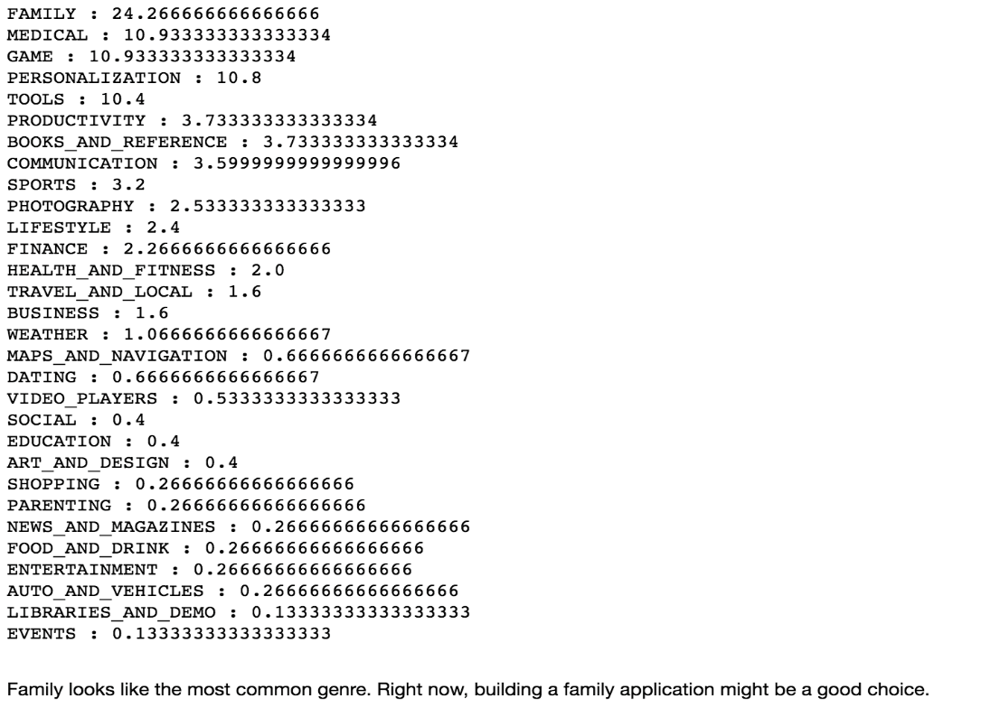 FAMILY : 24.266666666666666
MEDICAL : 10.933333333333334
GAME : 10.933333333333334
PERSONALIZATION : 10.8
TOOLS : 10.4
PRODUCTIVITY : 3.733333333333334
BOOKS_AND_REFERENCE : 3.733333333333334
COMMUNICATION : 3.5999999999999996
SPORTS : 3.2
PHOTOGRAPHY : 2.533333333333333
LIFESTYLE : 2.4
FINANCE : 2.2666666666666666
HEALTH_AND_FITNESS : 2.0
TRAVEL_AND_LOCAL : 1.6
BUSINESS : 1.6
WEATHER : 1.0666666666666667
MAPS_AND_NAVIGATION : 0.6666666666666667
DATING : 0.6666666666666667
VIDEO_PLAYERS : 0.5333333333333333
SOCIAL : 0.4
EDUCATION : 0.4
ART_AND_DESIGN : 0.4
SHOPPING : 0.26666666666666666
PARENTING : 0.26666666666666666
NEWS_AND_MAGAZINES : 0.26666666666666666
FOOD_AND_DRINK : 0.26666666666666666
ENTERTAINMENT : 0.26666666666666666
AUTO_AND_VEHICLES : 0.26666666666666666
LIBRARIES_AND_DEMO : 0.13333333333333333
EVENTS : 0.13333333333333333
Family looks like the most common genre. Right now, building a family application might be a good choice.